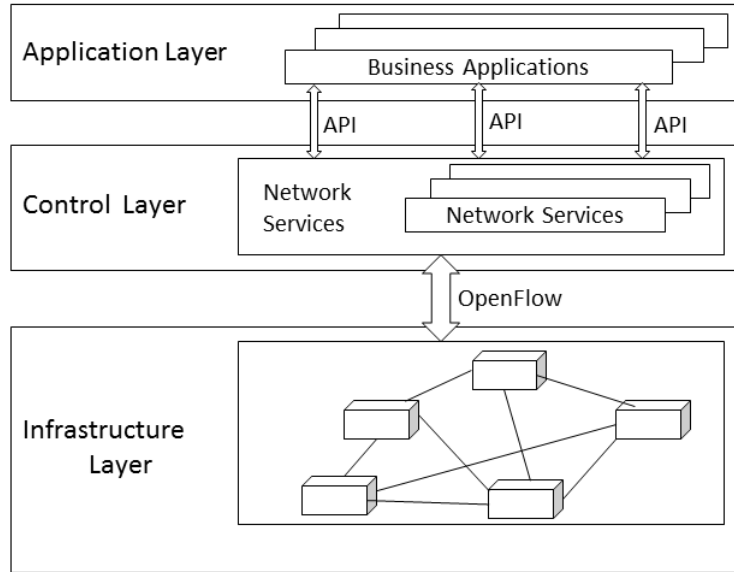 Application Layer
Business Applications
API
API
API
Control Layer
Network
Services
Network Services
OpenFlow
Infrastructure
Layer